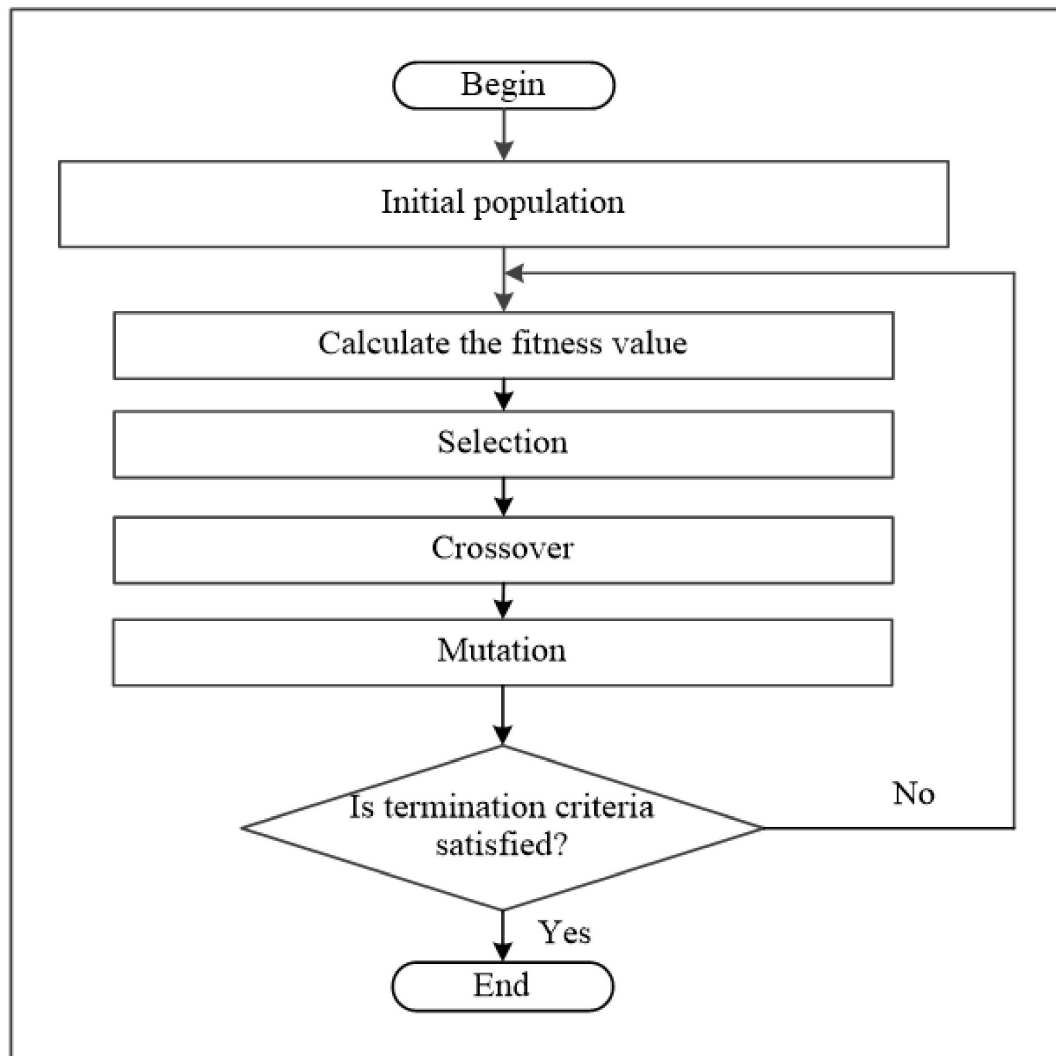 Begin
Initial population
Calculate the fitness value
Selection
Crossover
Mutation
Is termination criteria
satisfied?
No
Yes
End